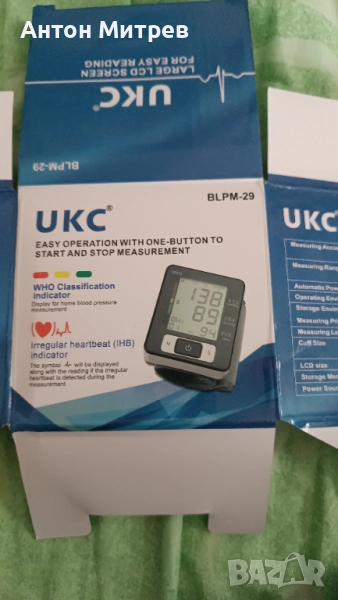 Антон Митрев
BLPM-29
LARGE LCD SCREEN
FOR EASY READING
UKC®
BLPM-29
UKC®
EASY OPERATION WITH ONE-BUTTON TO
START AND STOP MEASUREMENT
WHO Classification
indicator
Display for home blood pressure
measurement
Irregular heartbeat (IHB)
indicator
The symbol will be displayed
along with the reading if the irregular
heartbeat is detected during the
measurement
138
89
94
UKC
Measuring Accu
Measuring Rang
Automatic Pow
Operating Envi
Storage Enviro
Measuring Pri
Measuring Lo
Cuff Size
LCD size
Storage Mem
Power Sour
BAZAR